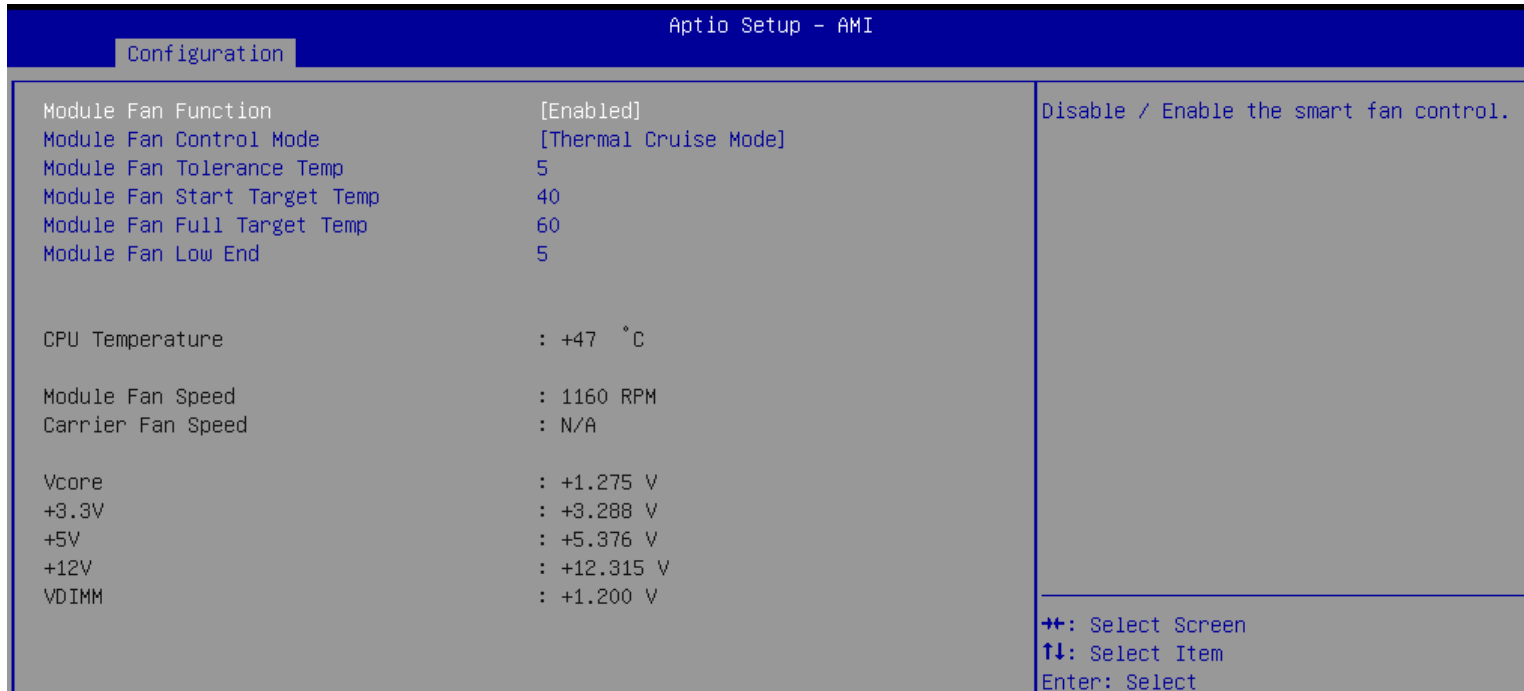 Aptio Setup – AMI
Configuration
Module Fan Function [Enabled]
Module Fan Control Mode [Thermal Cruise Mode]
Module Fan Tolerance Temp 5
Module Fan Start Target Temp 40
Module Fan Full Target Temp 60
Module Fan Low End 5
CPU Temperature : +47 °C
Module Fan Speed : 1160 RPM
Carrier Fan Speed : N/A
Vcore : +1.275 V
+3.3V : +3.288 V
+5V : +5.376 V
+12V : +12.315 V
VDIMM : +1.200 V
Disable / Enable the smart fan control.
→←: Select Screen
↑↓: Select Item
Enter: Select